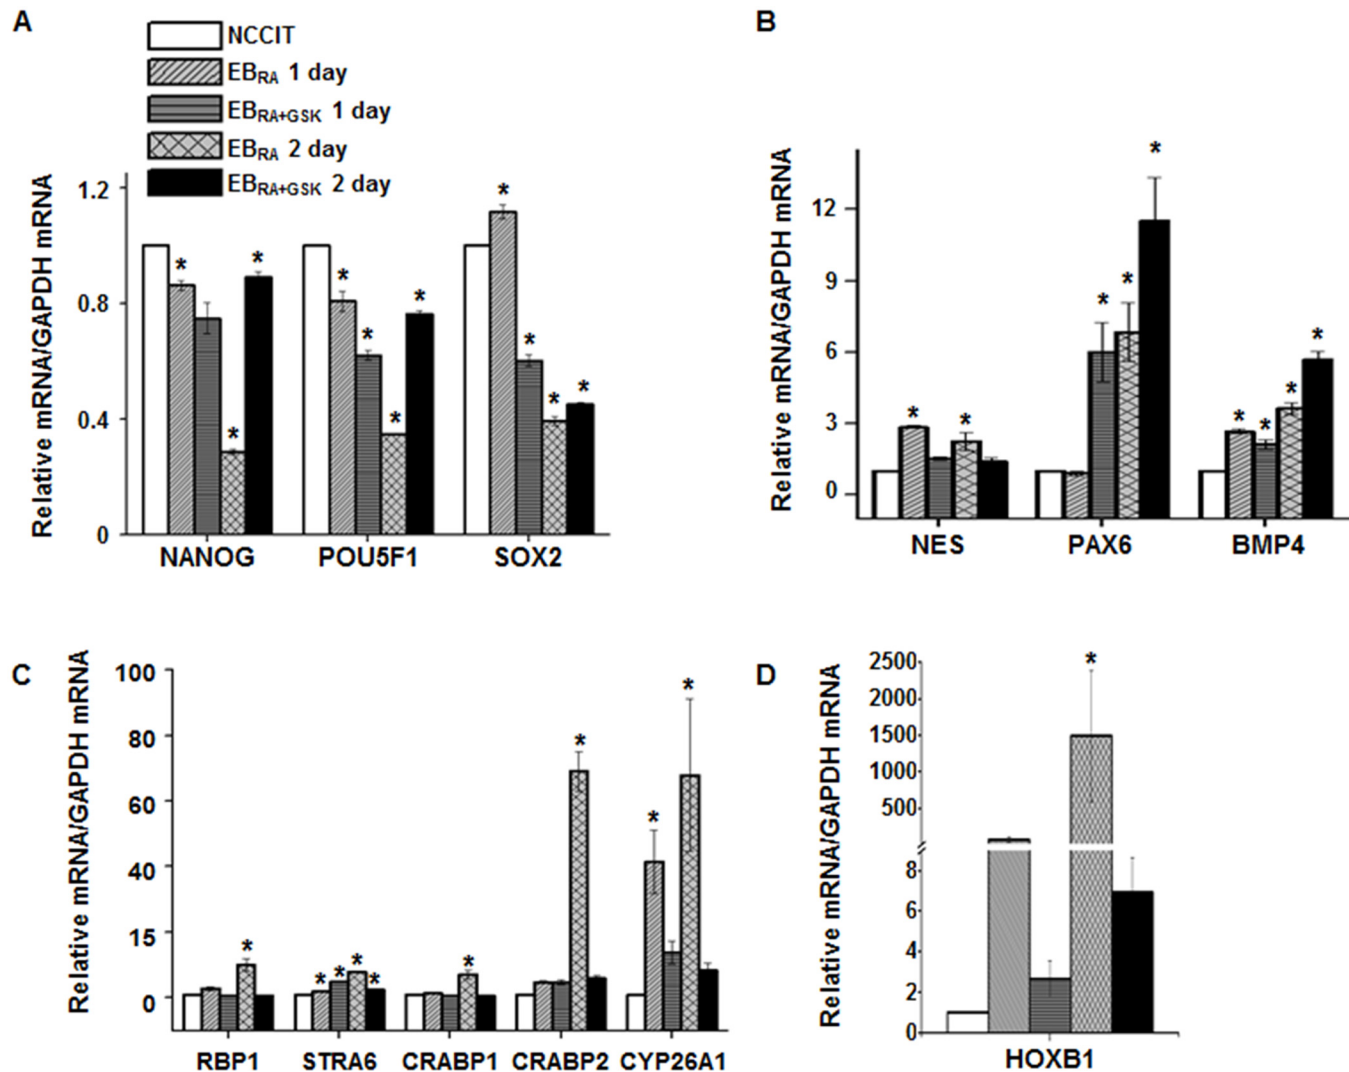 A
NCCIT
EBRA 1 day
EBRA+GSK 1 day
EBRA 2 day
EBRA+GSK 2 day
Relative mRNA/GAPDH mRNA
1.2
0.8
0.4
0
* * *
* * * *
* * * *
NANOG POU5F1 SOX2
B
Relative mRNA/GAPDH mRNA
12
9
6
3
0
* *
* * * *
* * * *
NES PAX6 BMP4
C
Relative mRNA/GAPDH mRNA
100
80
60
40
15
0
*
* * * *
*
*
* *
RBP1 STRA6 CRABP1 CRABP2 CYP26A1
D
Relative mRNA/GAPDH mRNA
2500
2000
1500
1000
500
8
6
4
2
0
*
HOXB1